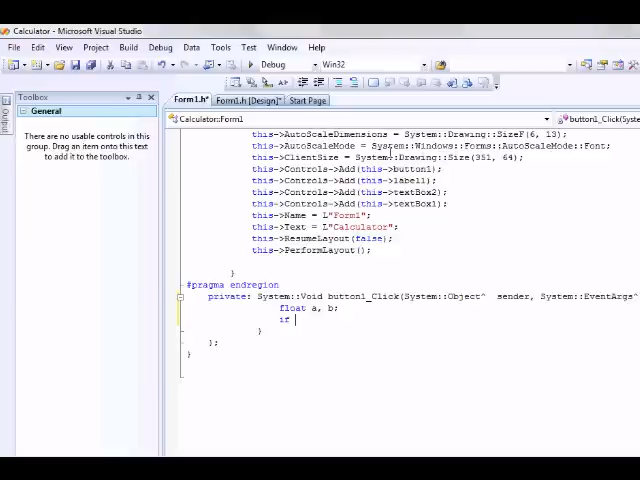 Calculator - Microsoft Visual Studio
File Edit View Project Build Debug Data Tools Test Window Help
Debug Win32
Toolbox
Form1.h* Form1.h [Design]* Start Page
General
Calculator::Form1 button1_Click(Sys
Output
There are no usable controls in this
group. Drag an item onto this text
to add it to the toolbox.
this->AutoScaleDimensions = System::Drawing::SizeF(6, 13);
this->AutoScaleMode = System::Windows::Forms::AutoScaleMode::Font;
this->ClientSize = System::Drawing::Size(351, 64);
this->Controls->Add(this->button1);
this->Controls->Add(this->label1);
this->Controls->Add(this->textBox2);
this->Controls->Add(this->textBox1);
this->Name = L"Form1";
this->Text = L"Calculator";
this->ResumeLayout(false);
this->PerformLayout();
}
#pragma endregion
private: System::Void button1_Click(System::Object^ sender, System::EventArgs^
float a, b;
if
}
};
}